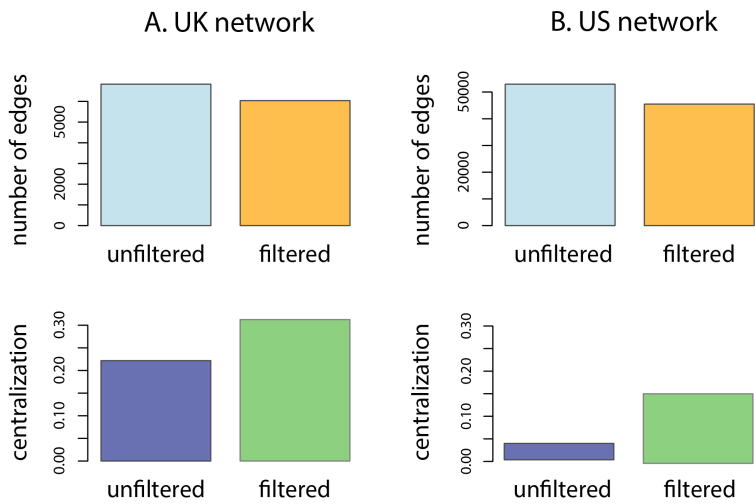 A. UK network
B. US network
number of edges
0
2000
5000
unfiltered
filtered
number of edges
0
20000
50000
unfiltered
filtered
centralization
0.00
0.10
0.20
0.30
unfiltered
filtered
centralization
0.00
0.10
0.20
0.30
unfiltered
filtered